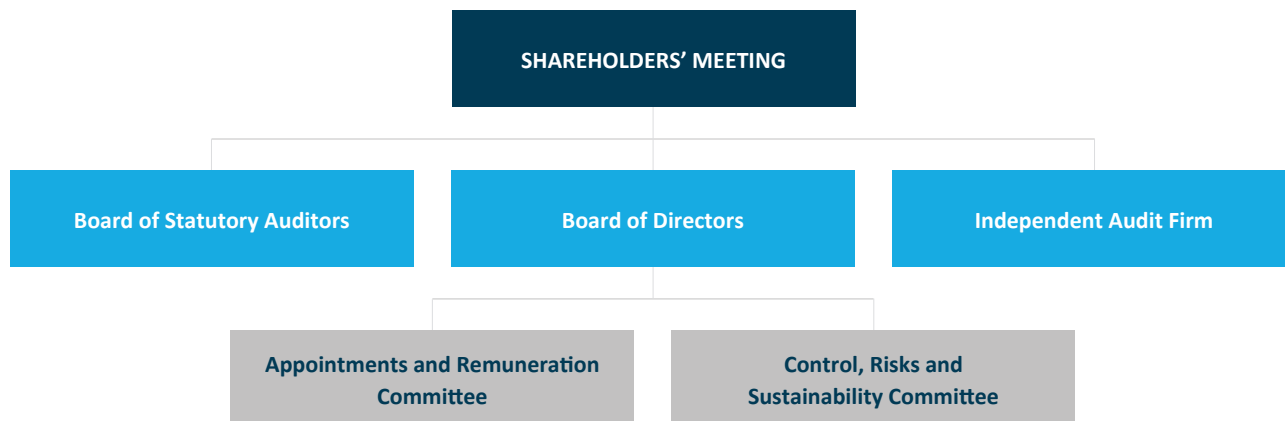 SHAREHOLDERS’ MEETING
Board of Statutory Auditors
Board of Directors
Independent Audit Firm
Appointments and Remuneration
Committee
Control, Risks and
Sustainability Committee